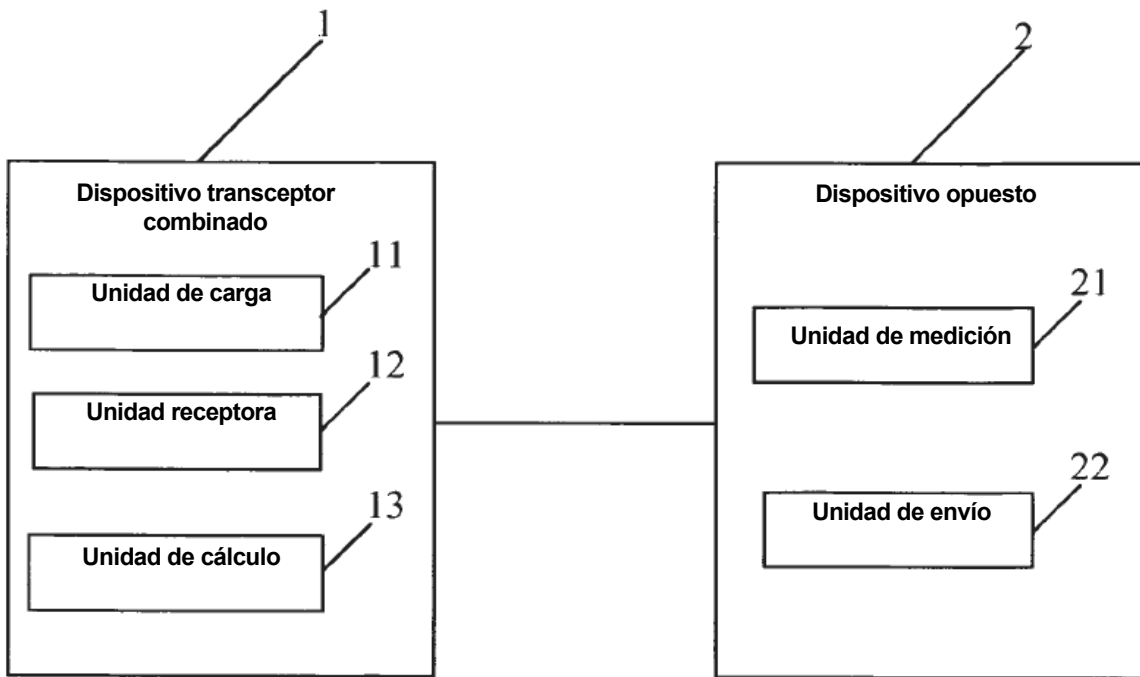 1
2
Dispositivo transceptor
combinado
Dispositivo opuesto
11
Unidad de carga
21
Unidad de medición
12
Unidad receptora
22
Unidad de envío
13
Unidad de cálculo